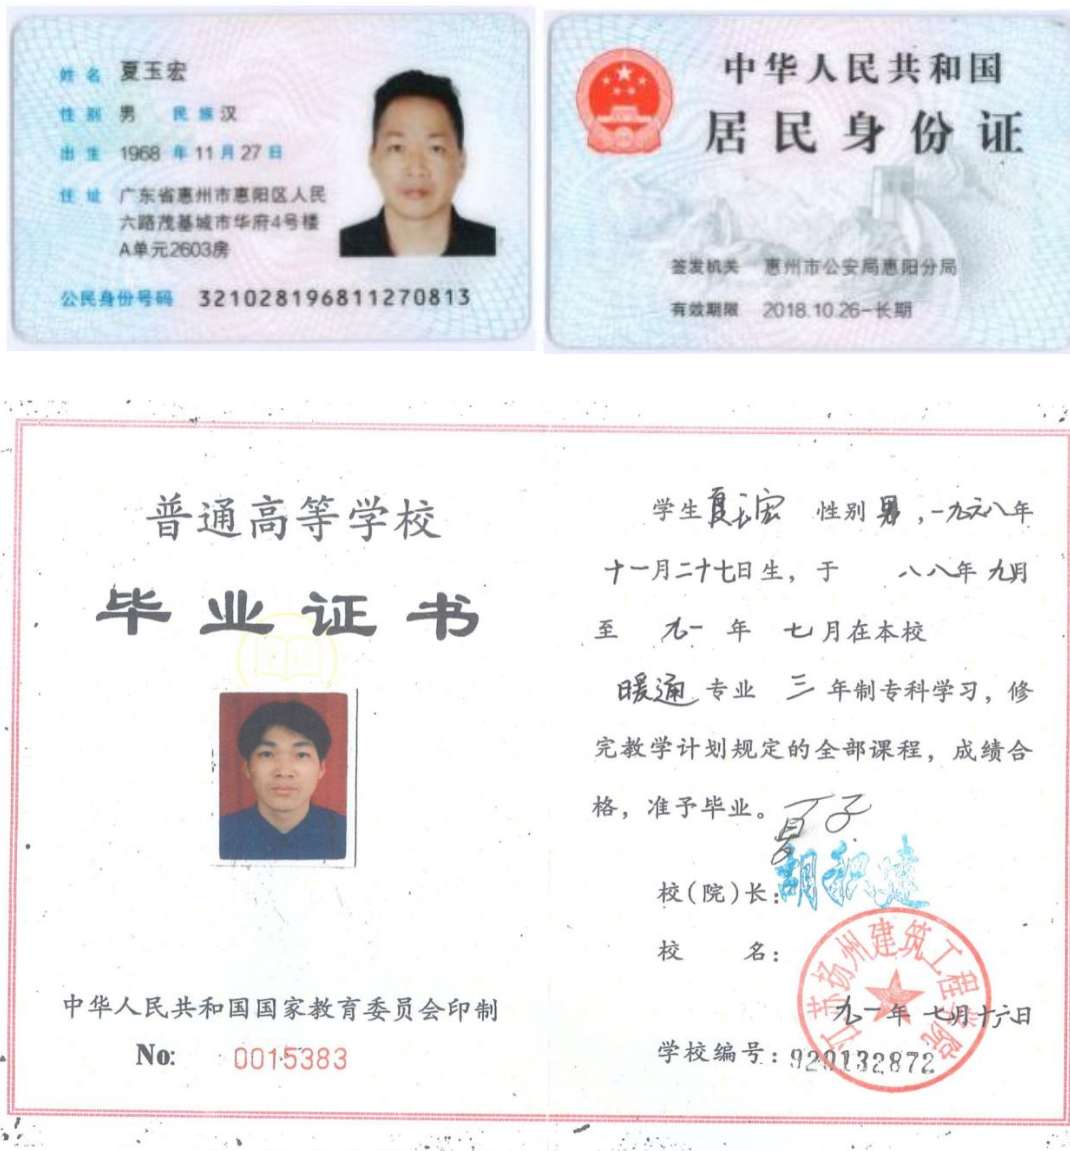 姓名 夏玉宏
性别 男 民族 汉
出生 1968 年 11 月 27 日
住址 广东省惠州市惠阳区人民
六路茂基城市华府4号楼
A单元2603房
公民身份号码 321028196811270813
中华人民共和国
居民身份证
签发机关 惠州市公安局惠阳分局
有效期限 2018.10.26-长期
普通高等学校
毕业证书
中华人民共和国国家教育委员会印制
No: 0015383
学生夏玉宏 性别 男,一九六八年
十一月二十七日生,于 八八年 九月
至 九一 年 七月在本校
暖通 专业 三 年制专科学习,修
完教学计划规定的全部课程,成绩合
格,准予毕业。
校(院)长:
校 名:
江苏扬州建筑工程学院
九一年 七月十六日
学校编号:920132872